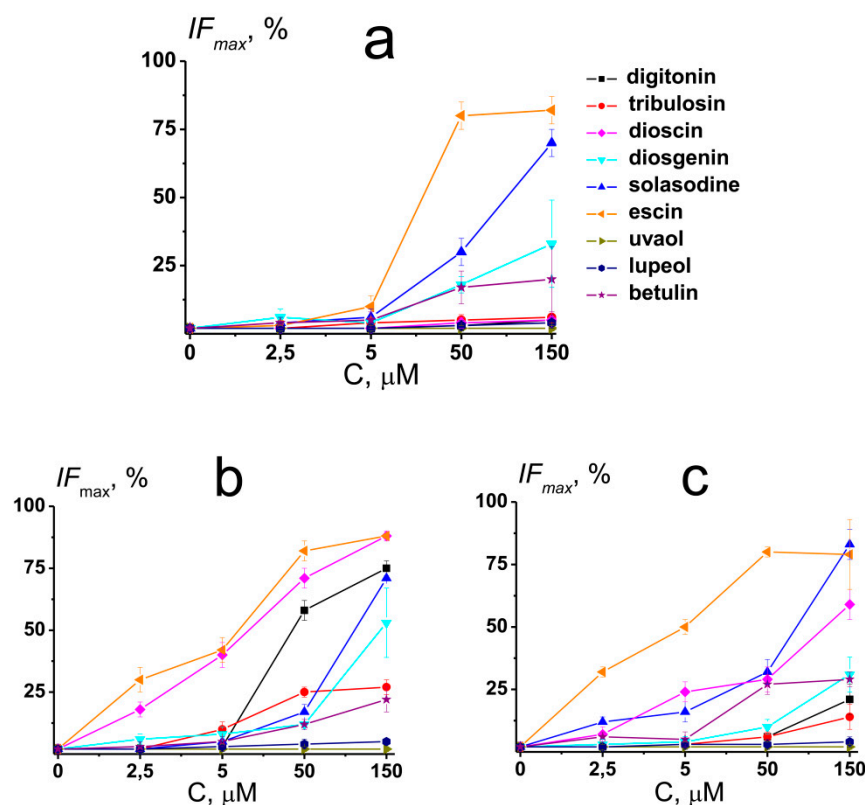 IFmax, %
a
100
75
50
25
0
2,5
5
50
150
C, μM
digitonin
tribulosin
dioscin
diosgenin
solasodine
escin
uvaol
lupeol
betulin
IFmax, %
b
100
75
50
25
0
0
2,5
5
50
150
C, μM
IFmax, %
c
100
75
50
25
0
0
2,5
5
50
150
C, μM